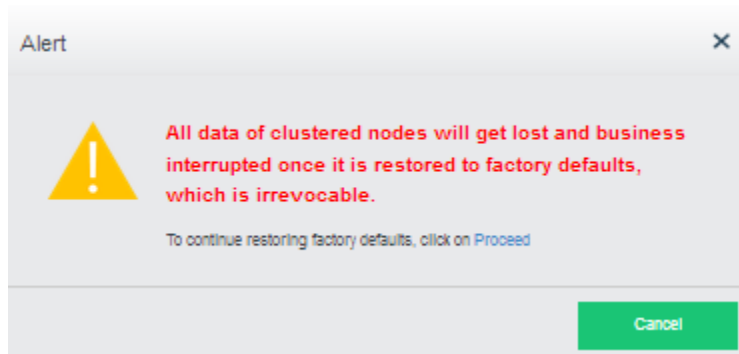 Alert
All data of clustered nodes will get lost and business
interrupted once it is restored to factory defaults,
which is irrevocable.
To continue restoring factory defaults, click on Proceed
Cancel